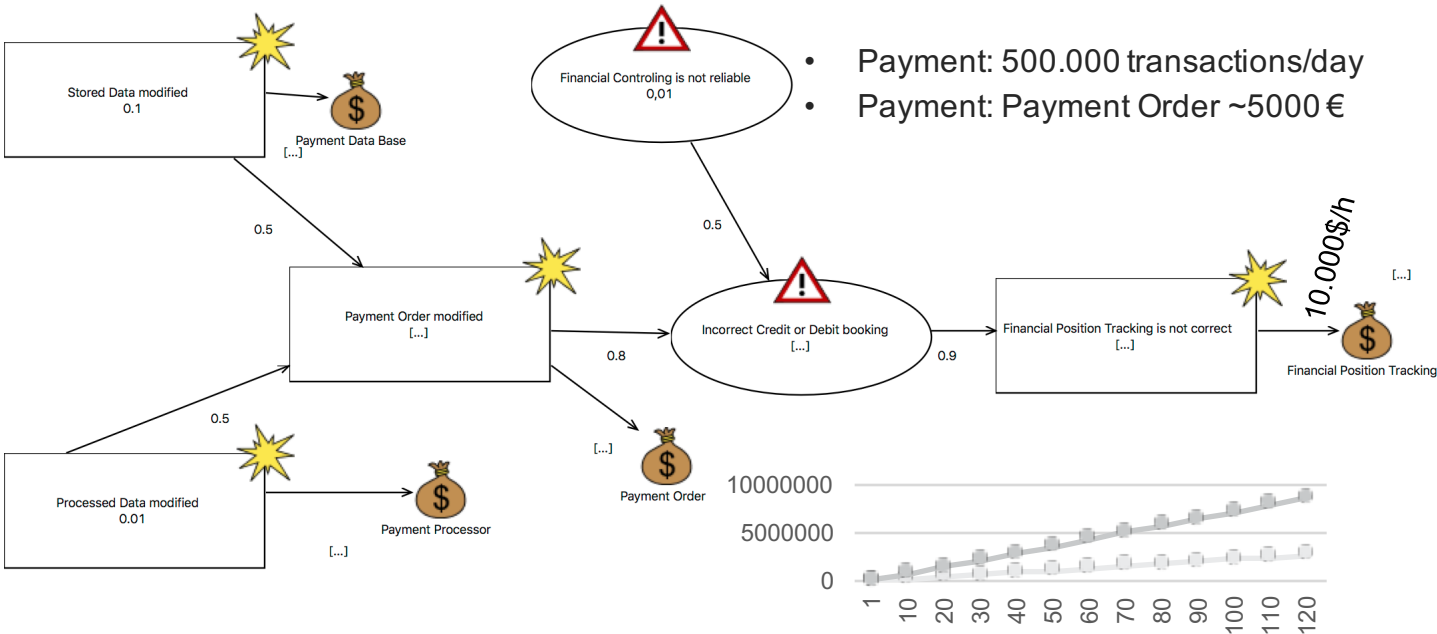 Stored Data modified
0.1
Payment Data Base
[...]
Financial Controling is not reliable
0,01
• Payment: 500.000 transactions/day
• Payment: Payment Order ~5000 €
0.5
0.5
Payment Order modified
[...]
0.8
Incorrect Credit or Debit booking
[...]
0.9
Financial Position Tracking is not correct
[...]
10.000$/h
[...]
Financial Position Tracking
0.5
Processed Data modified
0.01
Payment Processor
[...]
[...]
Payment Order
10000000
5000000
0
1
10
20
30
40
50
60
70
80
90
100
110
120